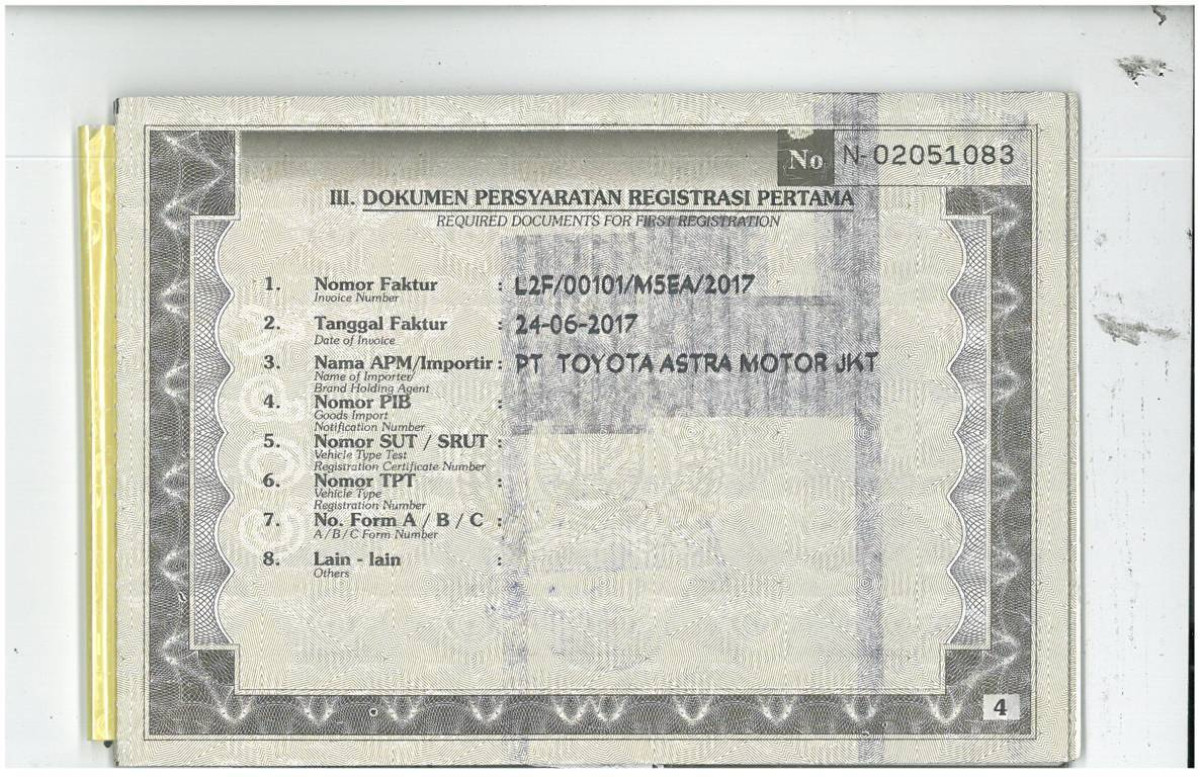 No N-02051083
III. DOKUMEN PERSYARATAN REGISTRASI PERTAMA
REQUIRED DOCUMENTS FOR FIRST REGISTRATION
1. Nomor Faktur : L2F/00101/M5EA/2017
Invoice Number
2. Tanggal Faktur : 24-06-2017
Date of Invoice
3. Nama APM/Importir : PT TOYOTA ASTRA MOTOR JKT
Name of Importer/
Brand Holding Agent
4. Nomor PIB :
Goods Import
Notification Number
5. Nomor SUT / SRUT :
Vehicle Type Test
Registration Certificate Number
6. Nomor TPT :
Vehicle Type
Registration Number
7. No. Form A / B / C :
A/B/C Form Number
8. Lain - lain :
Others
4